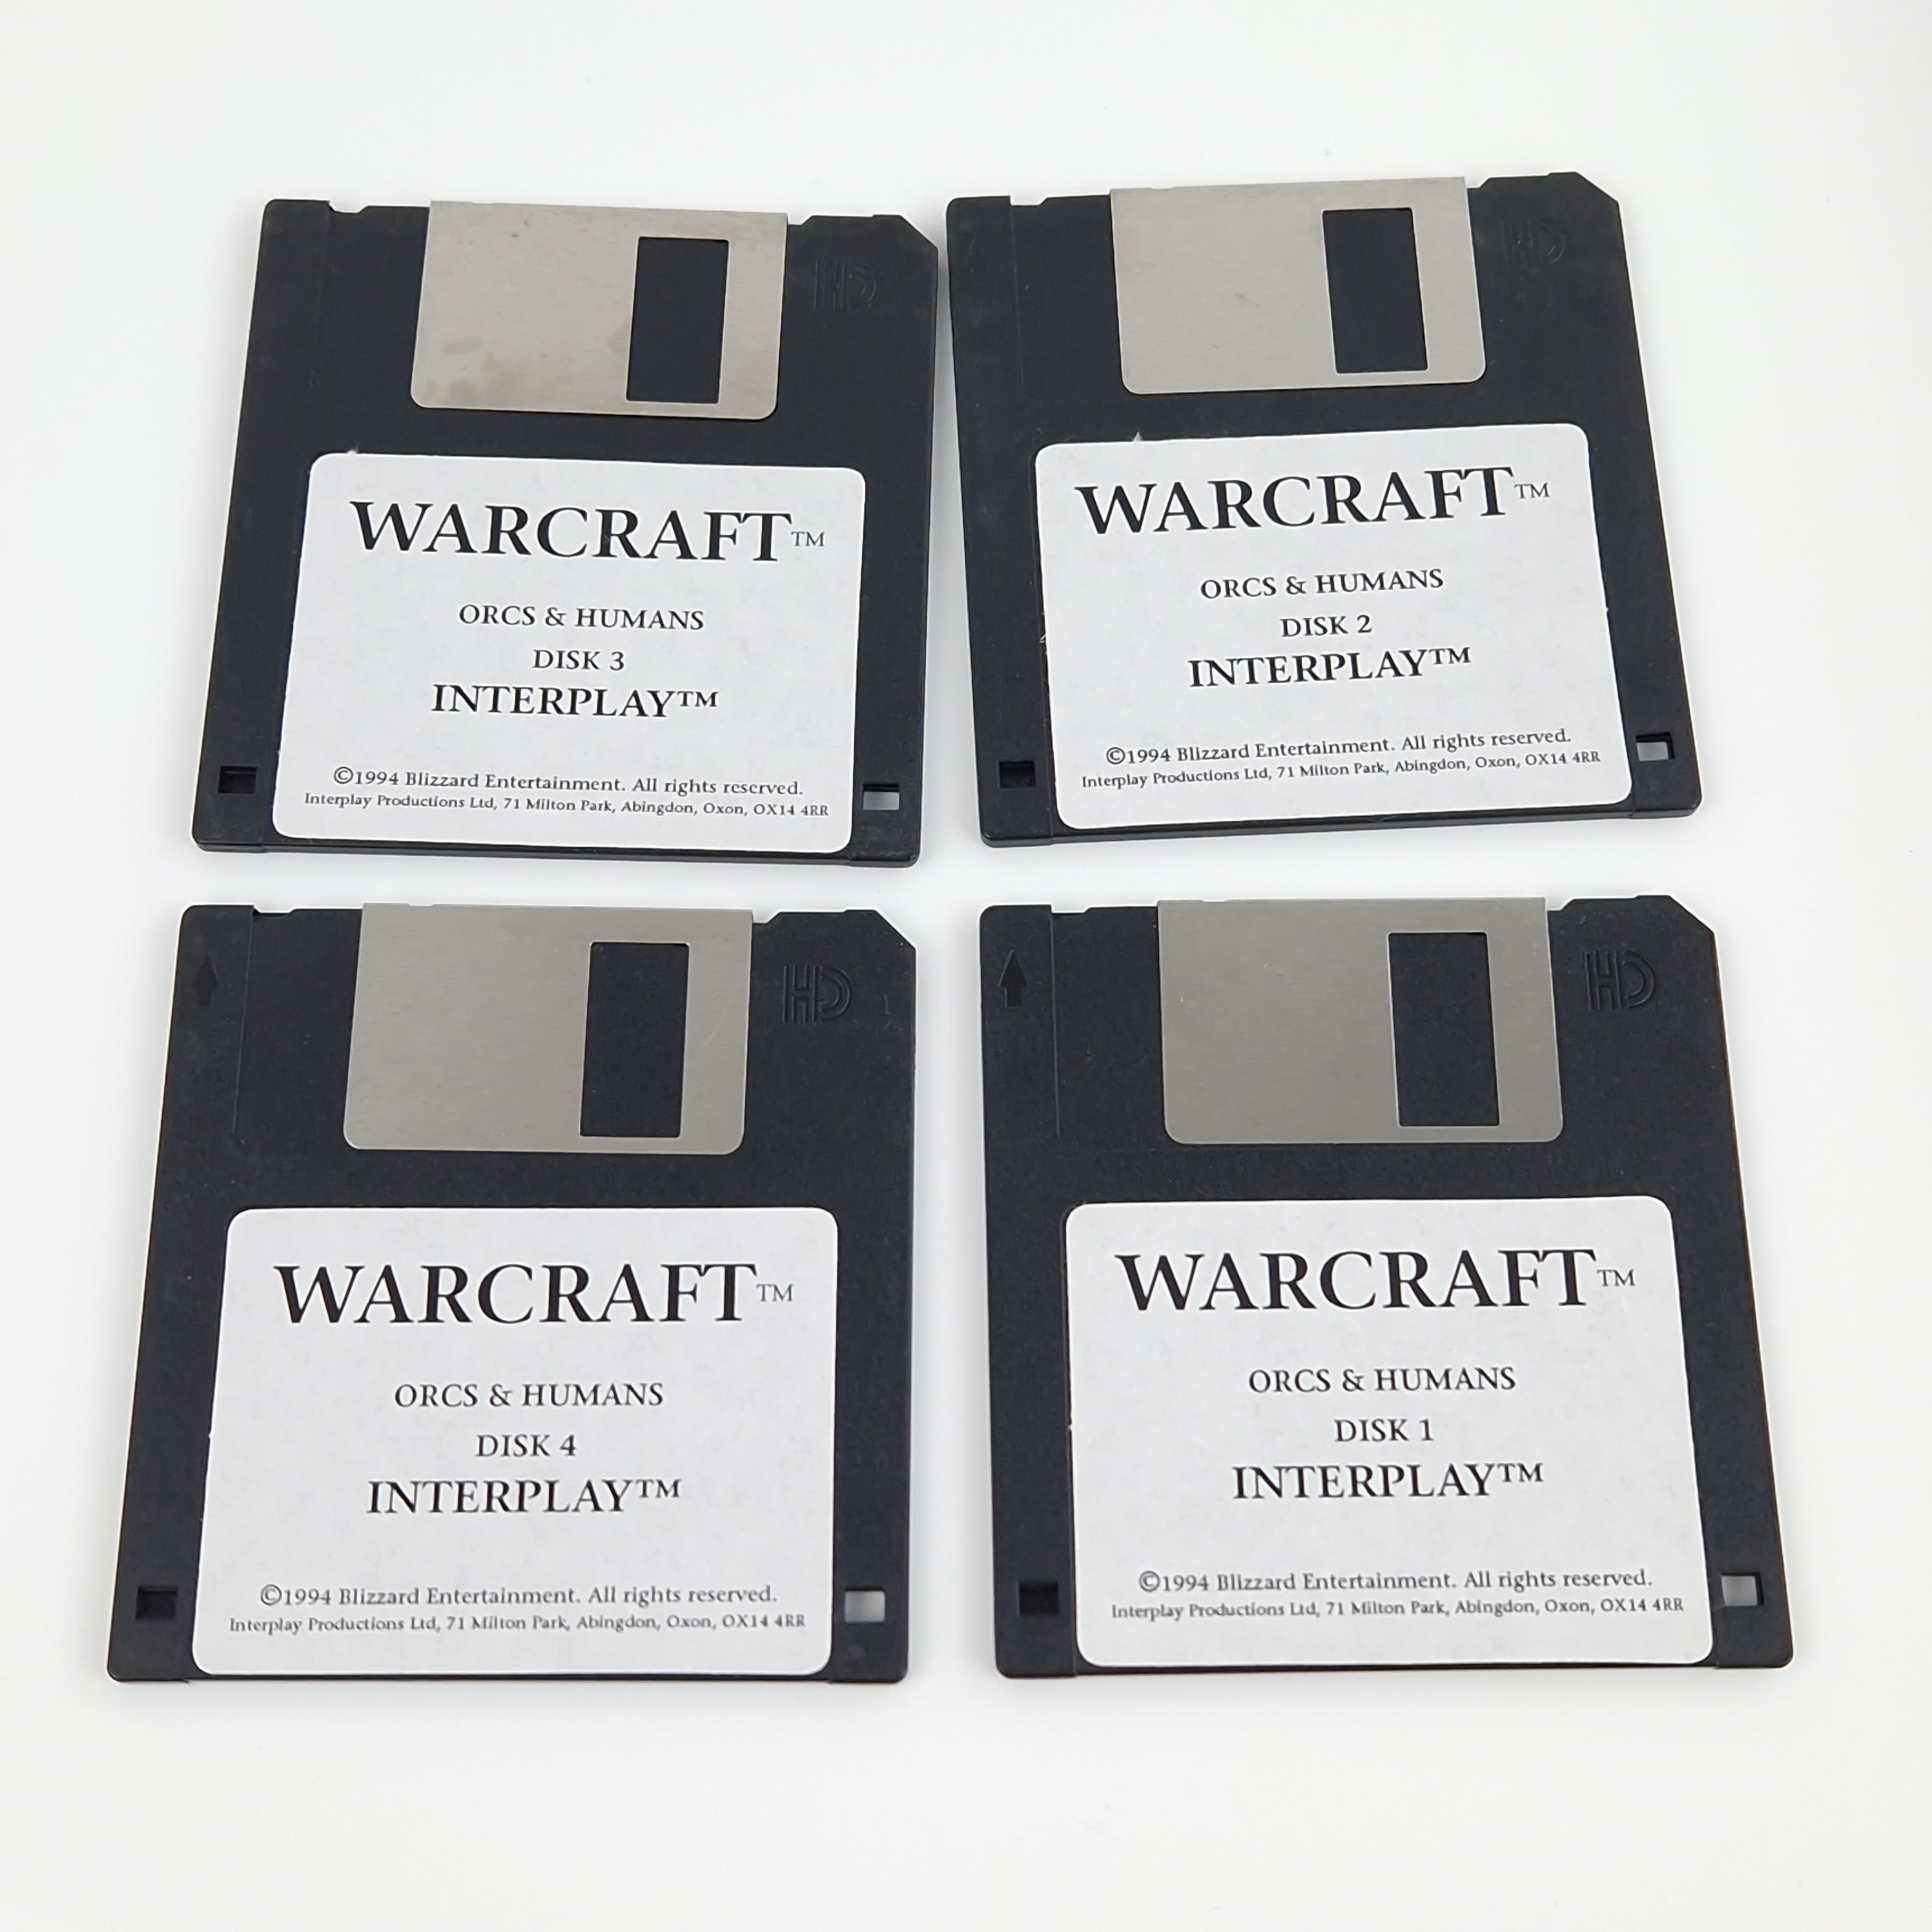 HD
WARCRAFT™
ORCS & HUMANS
DISK 3
INTERPLAY™
©1994 Blizzard Entertainment. All rights reserved.
Interplay Productions Ltd, 71 Milton Park, Abingdon, Oxon, OX14 4RR
HD
WARCRAFT™
ORCS & HUMANS
DISK 2
INTERPLAY™
©1994 Blizzard Entertainment. All rights reserved.
Interplay Productions Ltd, 71 Milton Park, Abingdon, Oxon, OX14 4RR
HD
WARCRAFT™
ORCS & HUMANS
DISK 4
INTERPLAY™
©1994 Blizzard Entertainment. All rights reserved.
Interplay Productions Ltd, 71 Milton Park, Abingdon, Oxon, OX14 4RR
HD
WARCRAFT™
ORCS & HUMANS
DISK 1
INTERPLAY™
©1994 Blizzard Entertainment. All rights reserved.
Interplay Productions Ltd, 71 Milton Park, Abingdon, Oxon, OX14 4RR